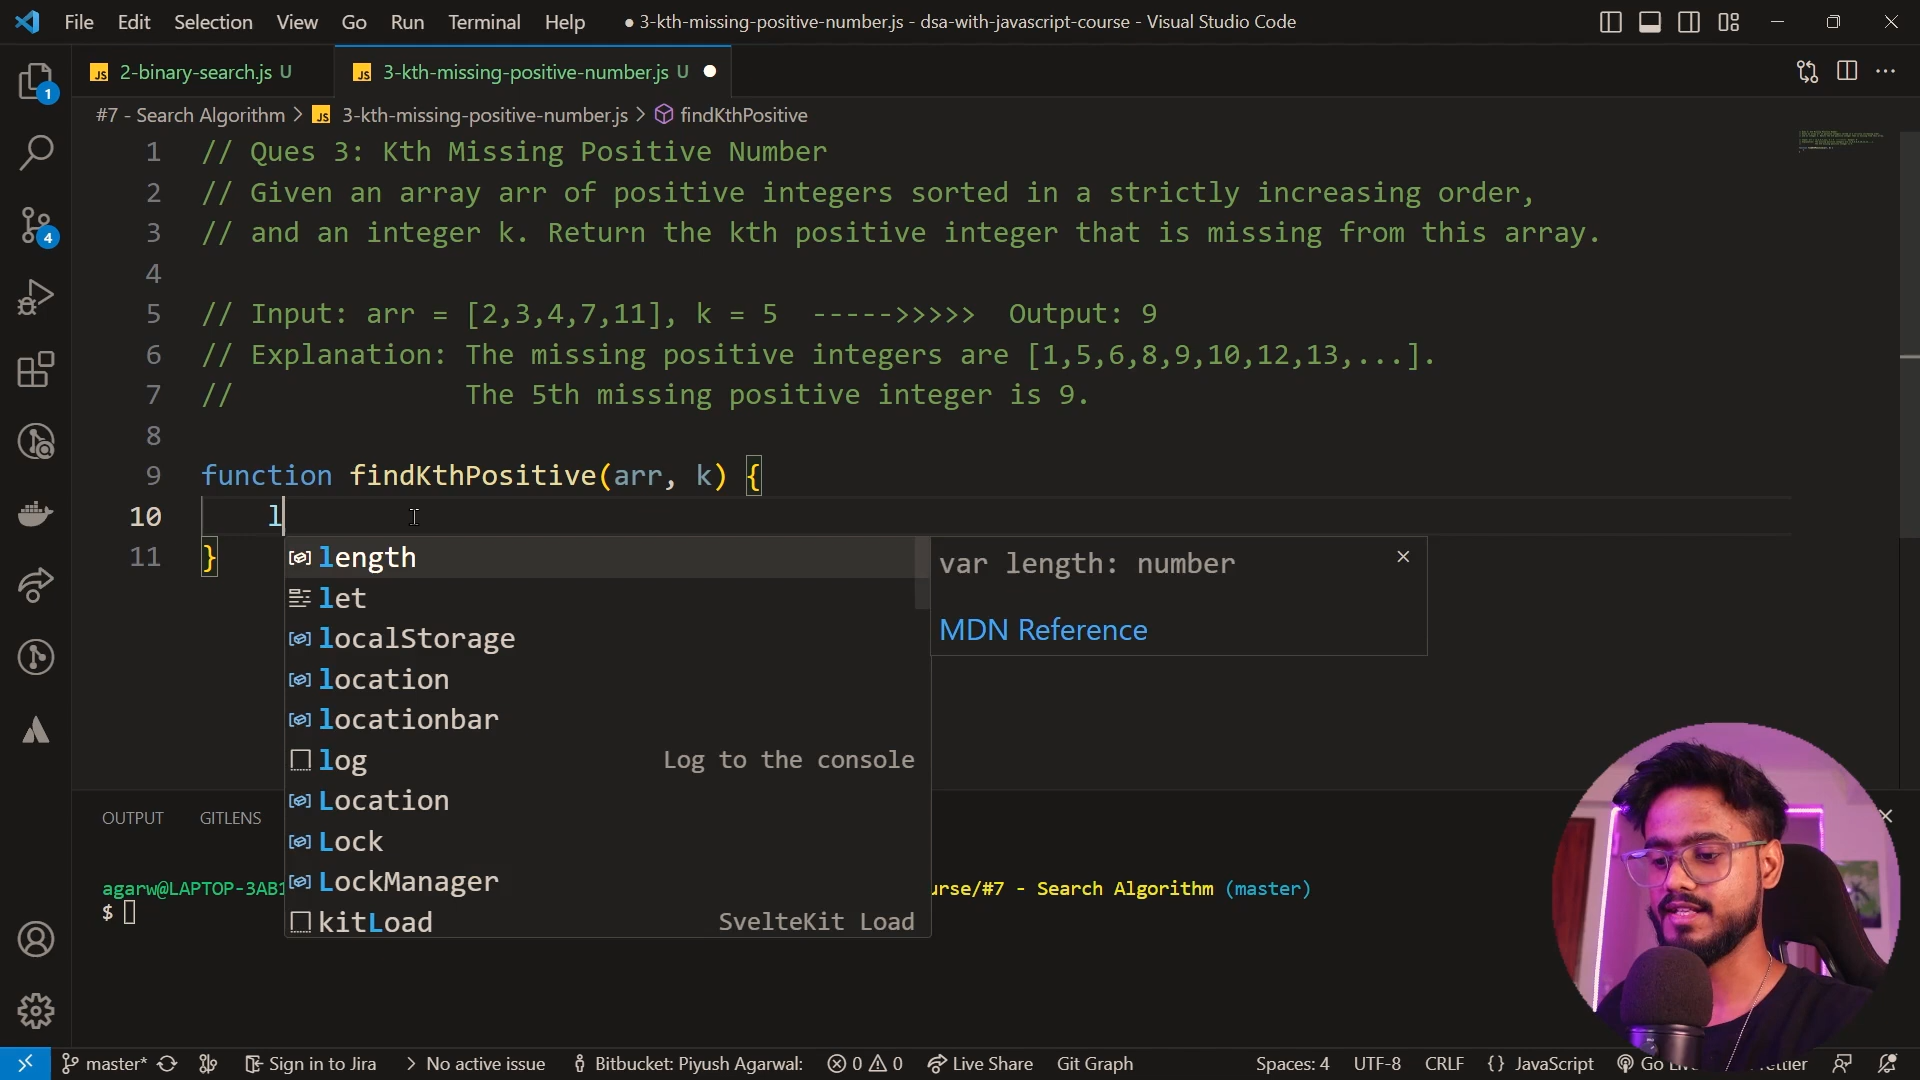 File Edit Selection View Go Run Terminal Help ● 3-kth-missing-positive-number.js - dsa-with-javascript-course - Visual Studio Code
JS 2-binary-search.js U JS 3-kth-missing-positive-number.js U ●
#7 - Search Algorithm > JS 3-kth-missing-positive-number.js > findKthPositive
1 // Ques 3: Kth Missing Positive Number
2 // Given an array arr of positive integers sorted in a strictly increasing order,
3 // and an integer k. Return the kth positive integer that is missing from this array.
4
5 // Input: arr = [2,3,4,7,11], k = 5 ----->>>>> Output: 9
6 // Explanation: The missing positive integers are [1,5,6,8,9,10,12,13,...].
7 // The 5th missing positive integer is 9.
8
9 function findKthPositive(arr, k) {
10 l
11 }
length
let
localStorage
location
locationbar
log Log to the console
Location
Lock
LockManager
kitLoad SvelteKit Load
var length: number
MDN Reference
1
4
OUTPUT GITLENS
agarw@LAPTOP-3AB1 urse/#7 - Search Algorithm (master)
$
master* Sign in to Jira > No active issue Bitbucket: Piyush Agarwal: 0 0 Live Share Git Graph Spaces: 4 UTF-8 CRLF {} JavaScript Go